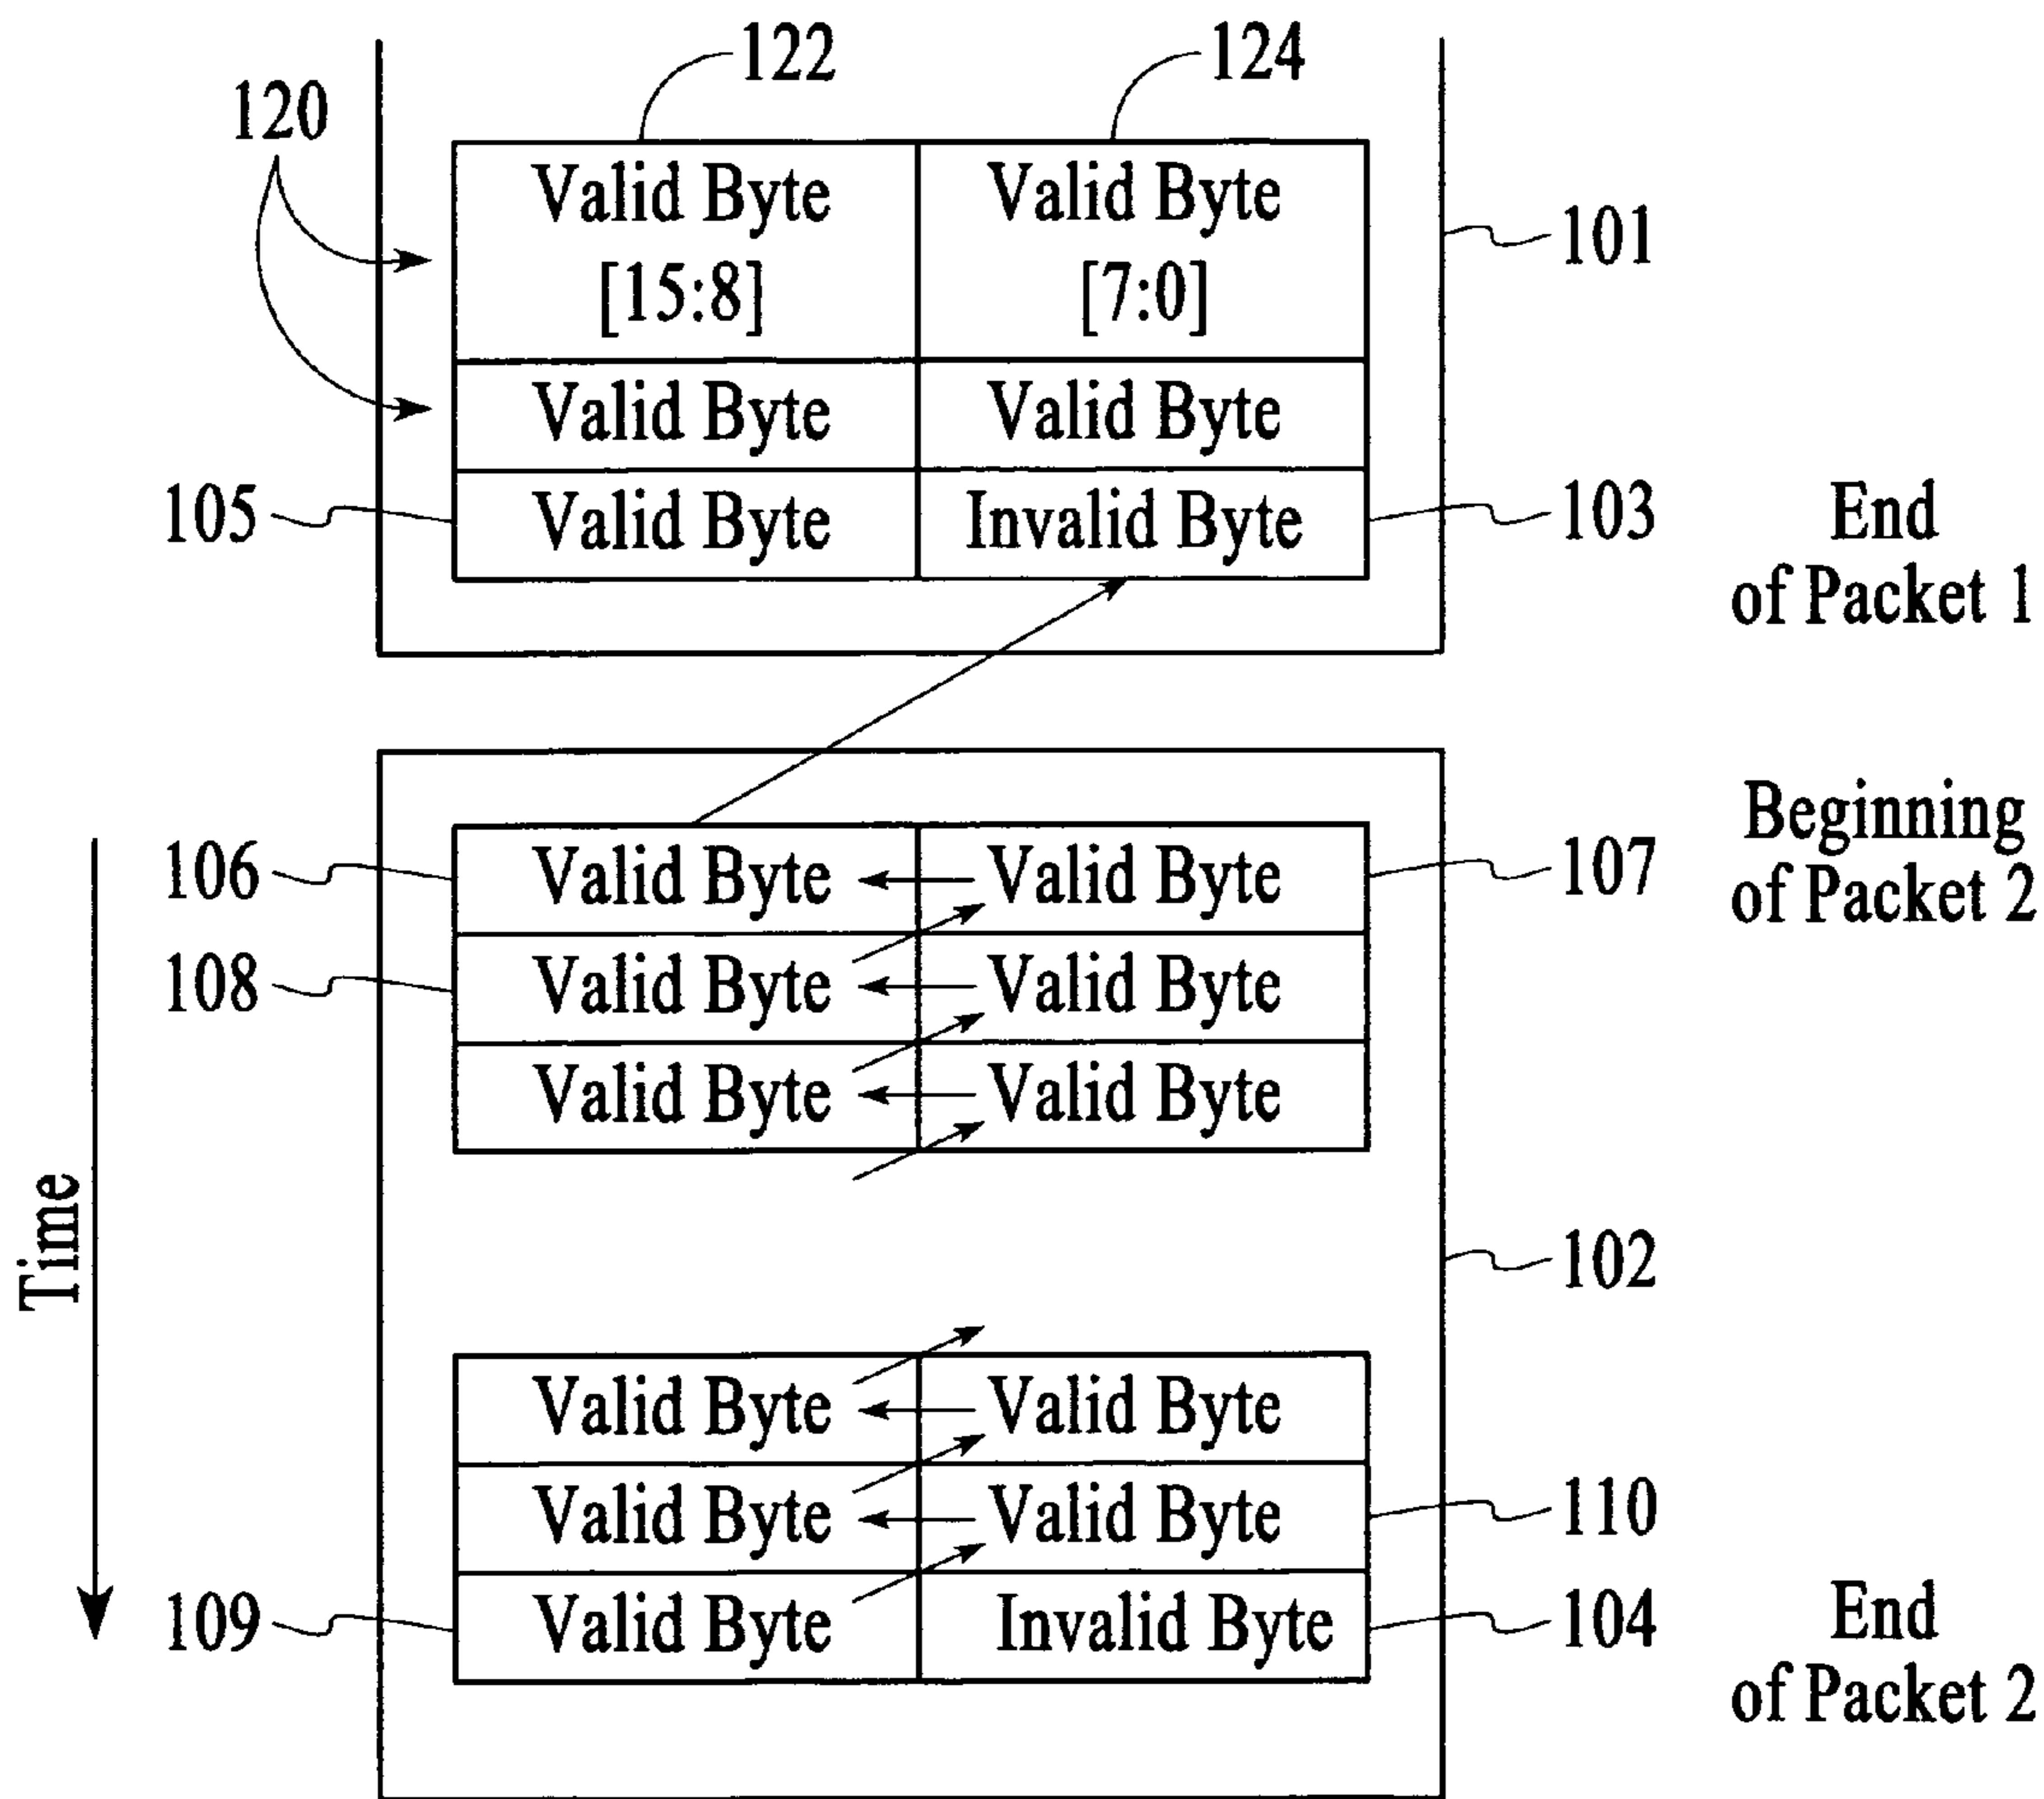 122
124
120
Valid Byte
[15:8]
Valid Byte
[7:0]
101
Valid Byte
Valid Byte
105
Valid Byte
Invalid Byte
103
End
of Packet 1
Beginning
of Packet 2
106
Valid Byte
Valid Byte
107
108
Valid Byte
Valid Byte
Valid Byte
Valid Byte
Time
102
Valid Byte
Valid Byte
Valid Byte
Valid Byte
110
109
Valid Byte
Invalid Byte
104
End
of Packet 2